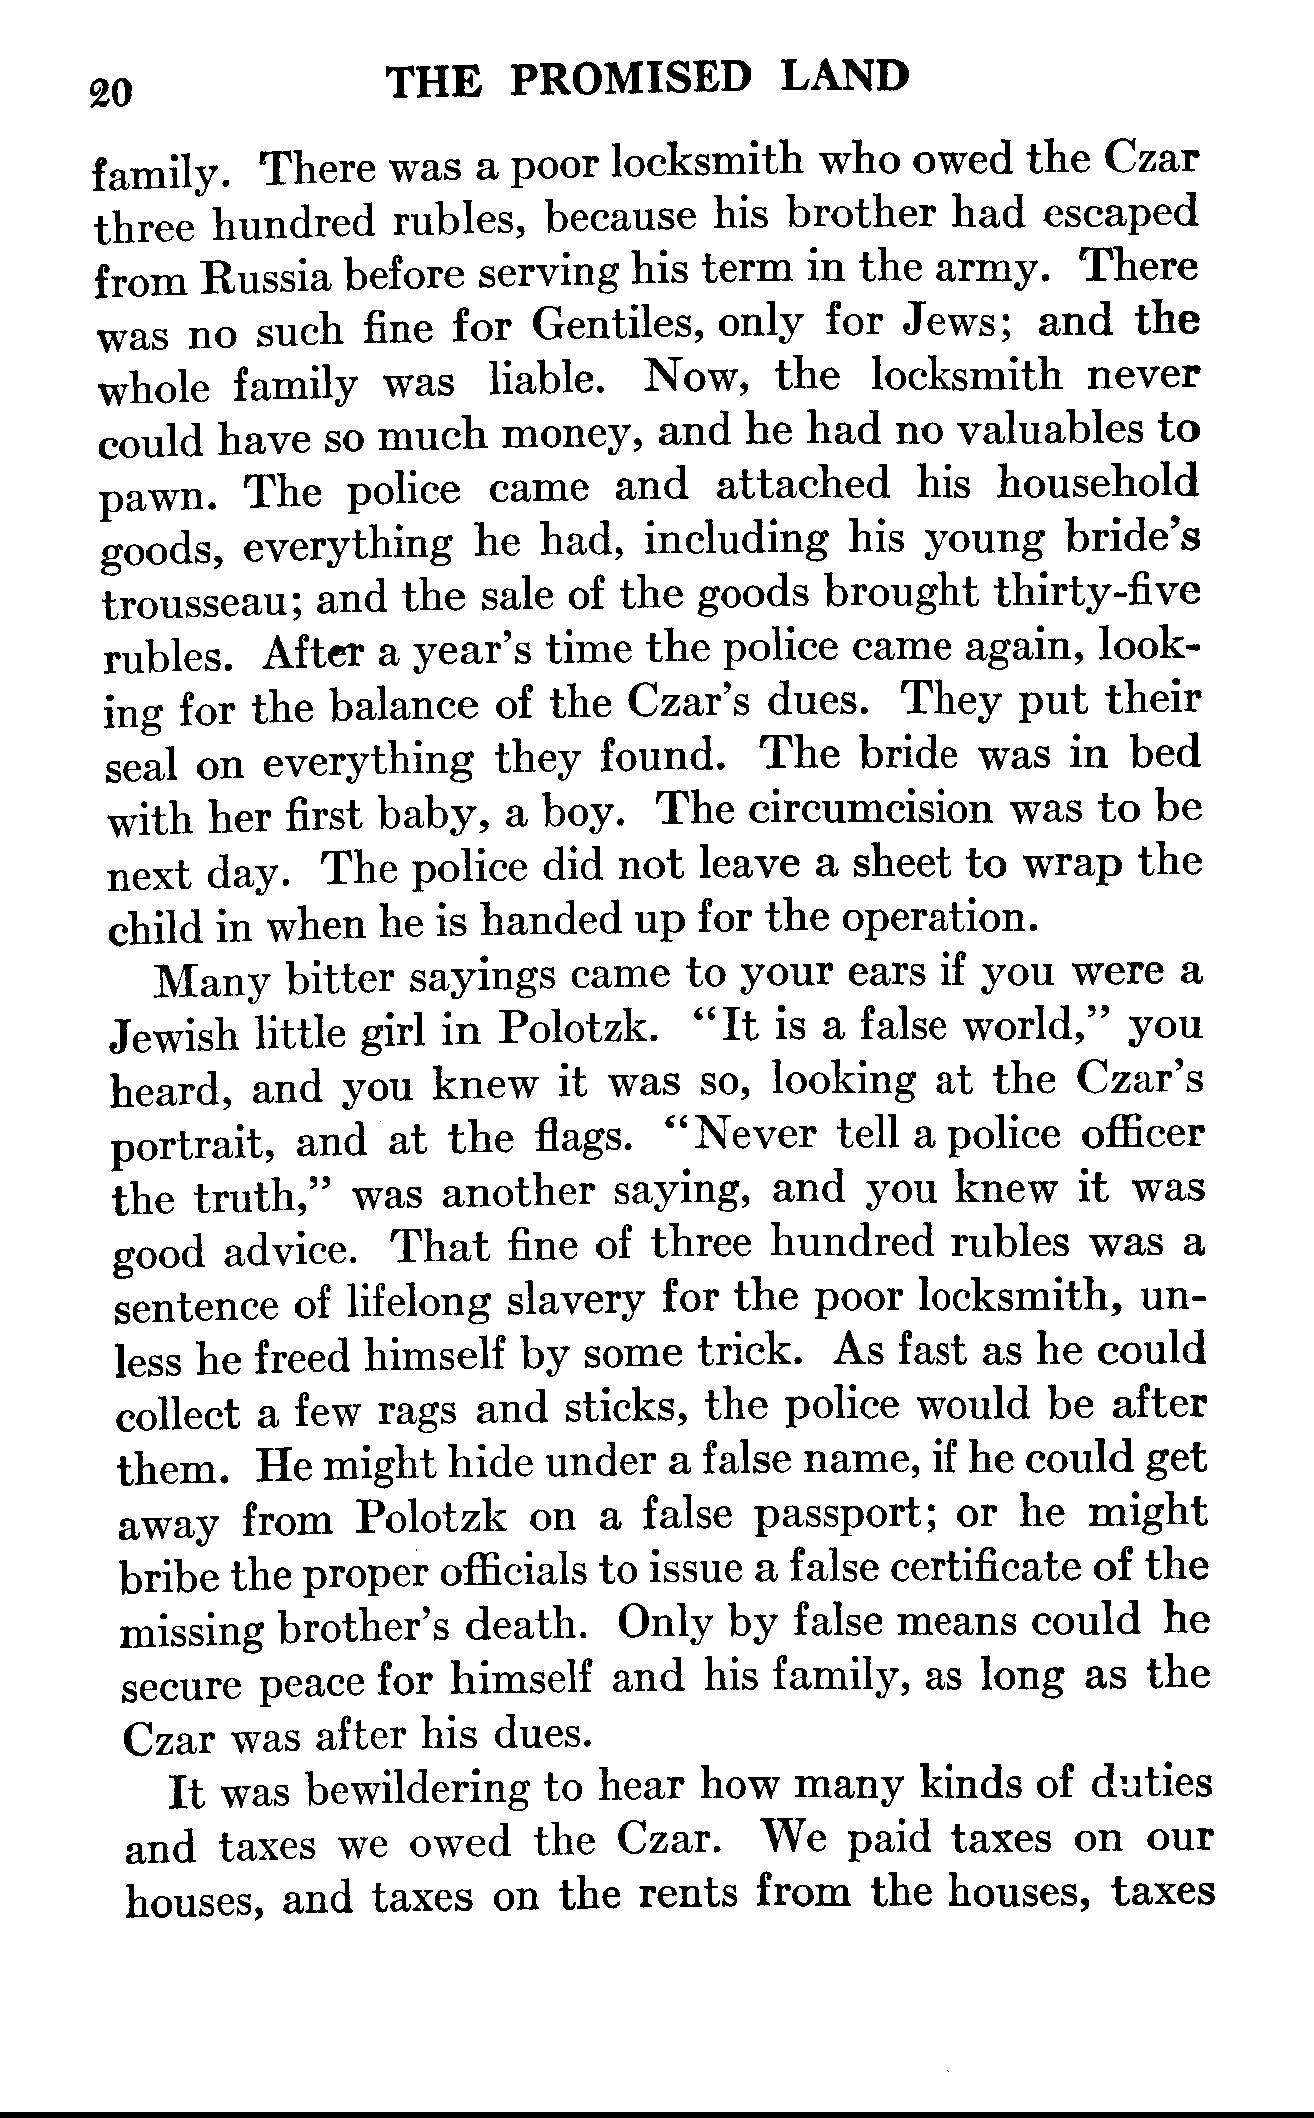 20 THE PROMISED LAND
family. There was a poor locksmith who owed the Czar
three hundred rubles, because his brother had escaped
from Russia before serving his term in the army. There
was no such fine for Gentiles, only for Jews; and the
whole family was liable. Now, the locksmith never
could have so much money, and he had no valuables to
pawn. The police came and attached his household
goods, everything he had, including his young bride's
trousseau; and the sale of the goods brought thirty-five
rubles. After a year's time the police came again, look-
ing for the balance of the Czar's dues. They put their
seal on everything they found. The bride was in bed
with her first baby, a boy. The circumcision was to be
next day. The police did not leave a sheet to wrap the
child in when he is handed up for the operation.
Many bitter sayings came to your ears if you were a
Jewish little girl in Polotzk. "It is a false world," you
heard, and you knew it was so, looking at the Czar's
portrait, and at the flags. "Never tell a police officer
the truth," was another saying, and you knew it was
good advice. That fine of three hundred rubles was a
sentence of lifelong slavery for the poor locksmith, un-
less he freed himself by some trick. As fast as he could
collect a few rags and sticks, the police would be after
them. He might hide under a false name, if he could get
away from Polotzk on a false passport; or he might
bribe the proper officials to issue a false certificate of the
missing brother's death. Only by false means could he
secure peace for himself and his family, as long as the
Czar was after his dues.
It was bewildering to hear how many kinds of duties
and taxes we owed the Czar. We paid taxes on our
houses, and taxes on the rents from the houses, taxes